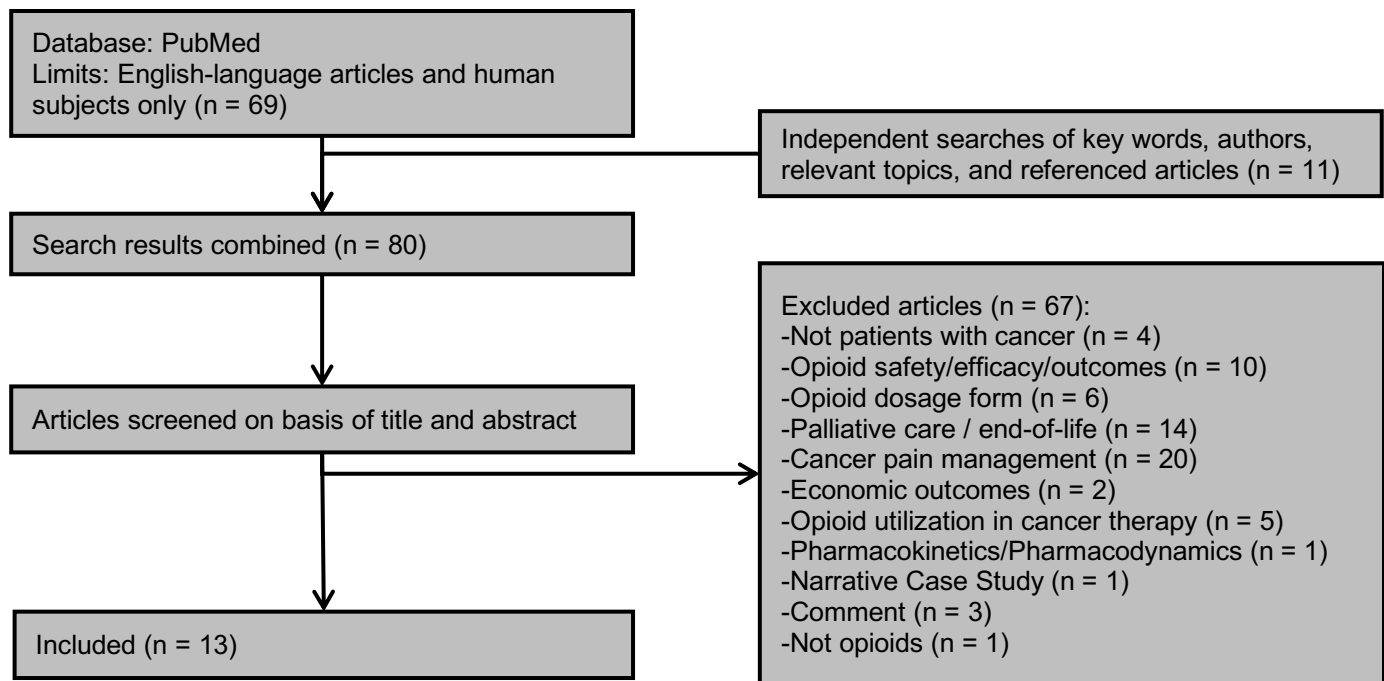 Database: PubMed
Limits: English-language articles and human
subjects only (n = 69)
Independent searches of key words, authors,
relevant topics, and referenced articles (n = 11)
Search results combined (n = 80)
Articles screened on basis of title and abstract
Excluded articles (n = 67):
-Not patients with cancer (n = 4)
-Opioid safety/efficacy/outcomes (n = 10)
-Opioid dosage form (n = 6)
-Palliative care / end-of-life (n = 14)
-Cancer pain management (n = 20)
-Economic outcomes (n = 2)
-Opioid utilization in cancer therapy (n = 5)
-Pharmacokinetics/Pharmacodynamics (n = 1)
-Narrative Case Study (n = 1)
-Comment (n = 3)
-Not opioids (n = 1)
Included (n = 13)